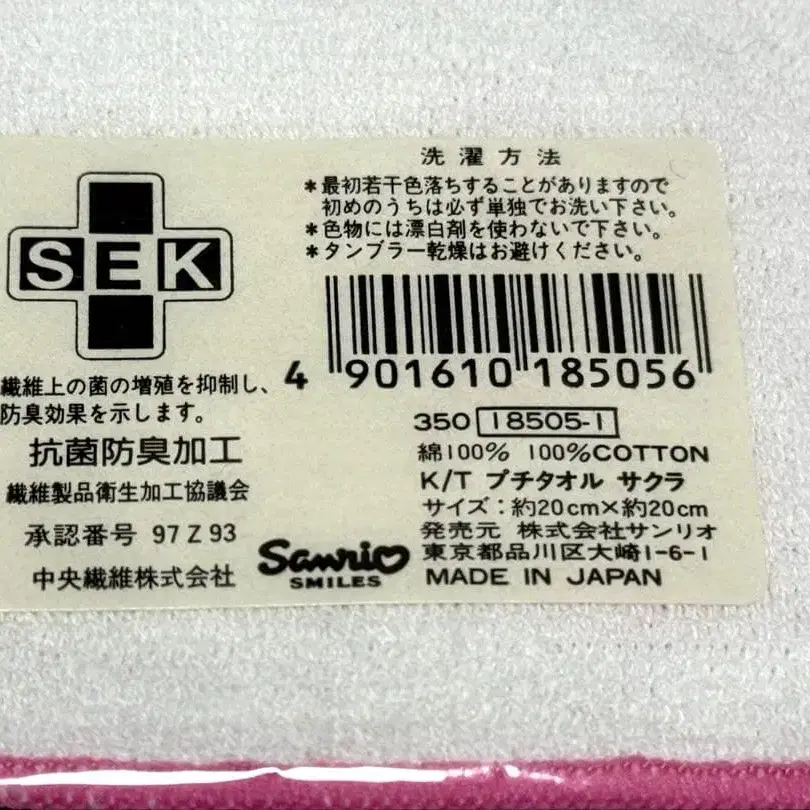 SEK
繊維上の菌の増殖を抑制し、
防臭効果を示します。
抗菌防臭加工
繊維製品衛生加工協議会
承認番号 97 Z 93
中央繊維株式会社
洗濯方法
*最初若干色落ちすることがありますので
初めのうちは必ず単独でお洗い下さい。
*色物には漂白剤を使わないで下さい。
*タンブラー乾燥はお避けください。
4 901610 185056
350 18505-1
綿100% 100%COTTON
K/T プチタオル サクラ
サイズ:約20cm×約20cm
発売元 株式会社サンリオ
東京都品川区大崎1-6-1
MADE IN JAPAN
Sanrio
SMILES